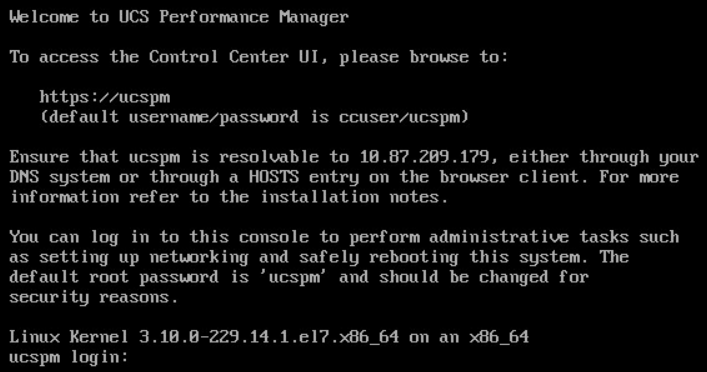 Welcome to UCS Performance Manager
To access the Control Center UI, please browse to:
https://ucspm
(default username/password is ccuser/ucspm)
Ensure that ucspm is resolvable to 10.87.209.179, either through your
DNS system or through a HOSTS entry on the browser client. For more
information refer to the installation notes.
You can log in to this console to perform administrative tasks such
as setting up networking and safely rebooting this system. The
default root password is 'ucspm' and should be changed for
security reasons.
Linux Kernel 3.10.0-229.14.1.el7.x86_64 on an x86_64
ucspm login: